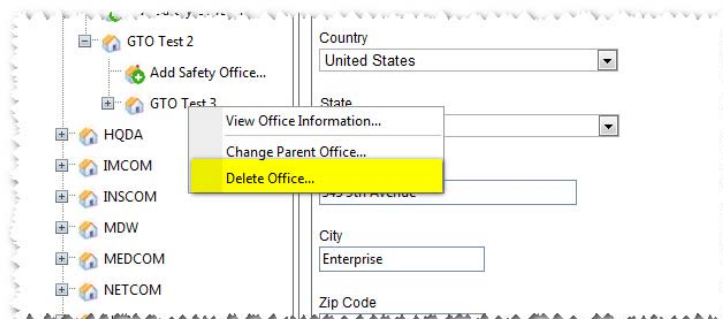 GTO Test 2
Add Safety Office...
GTO Test 3
HQDA
IMCOM
INSCOM
MDW
MEDCOM
NETCOM
View Office Information...
Change Parent Office...
Delete Office...
Country
United States
State
Avenue
City
Enterprise
Zip Code